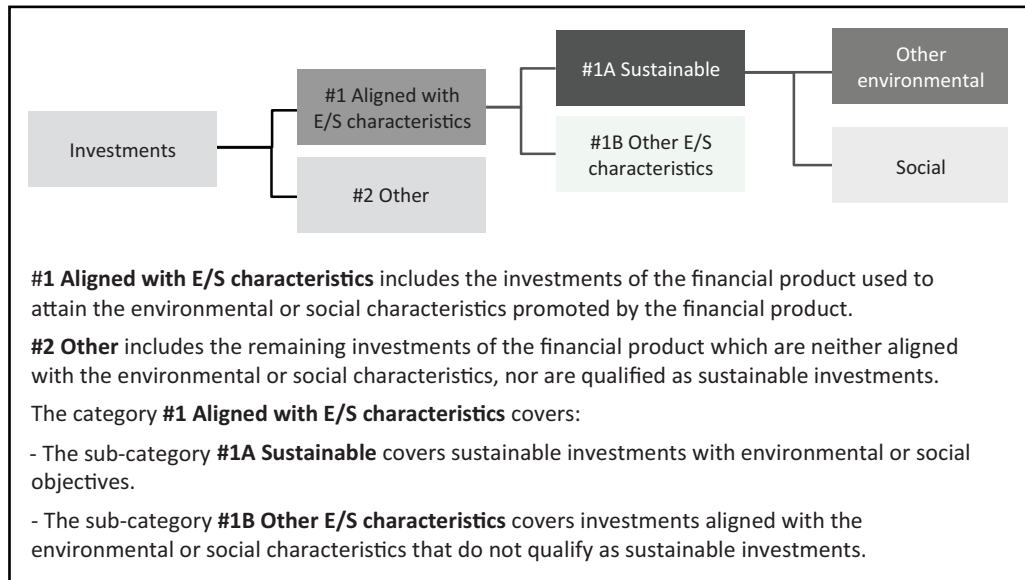 Investments
#1 Aligned with
E/S characteristics
#2 Other
#1A Sustainable
#1B Other E/S
characteristics
Other
environmental
Social
#1 Aligned with E/S characteristics includes the investments of the financial product used to
attain the environmental or social characteristics promoted by the financial product.
#2 Other includes the remaining investments of the financial product which are neither aligned
with the environmental or social characteristics, nor are qualified as sustainable investments.
The category #1 Aligned with E/S characteristics covers:
- The sub-category #1A Sustainable covers sustainable investments with environmental or social
objectives.
- The sub-category #1B Other E/S characteristics covers investments aligned with the
environmental or social characteristics that do not qualify as sustainable investments.